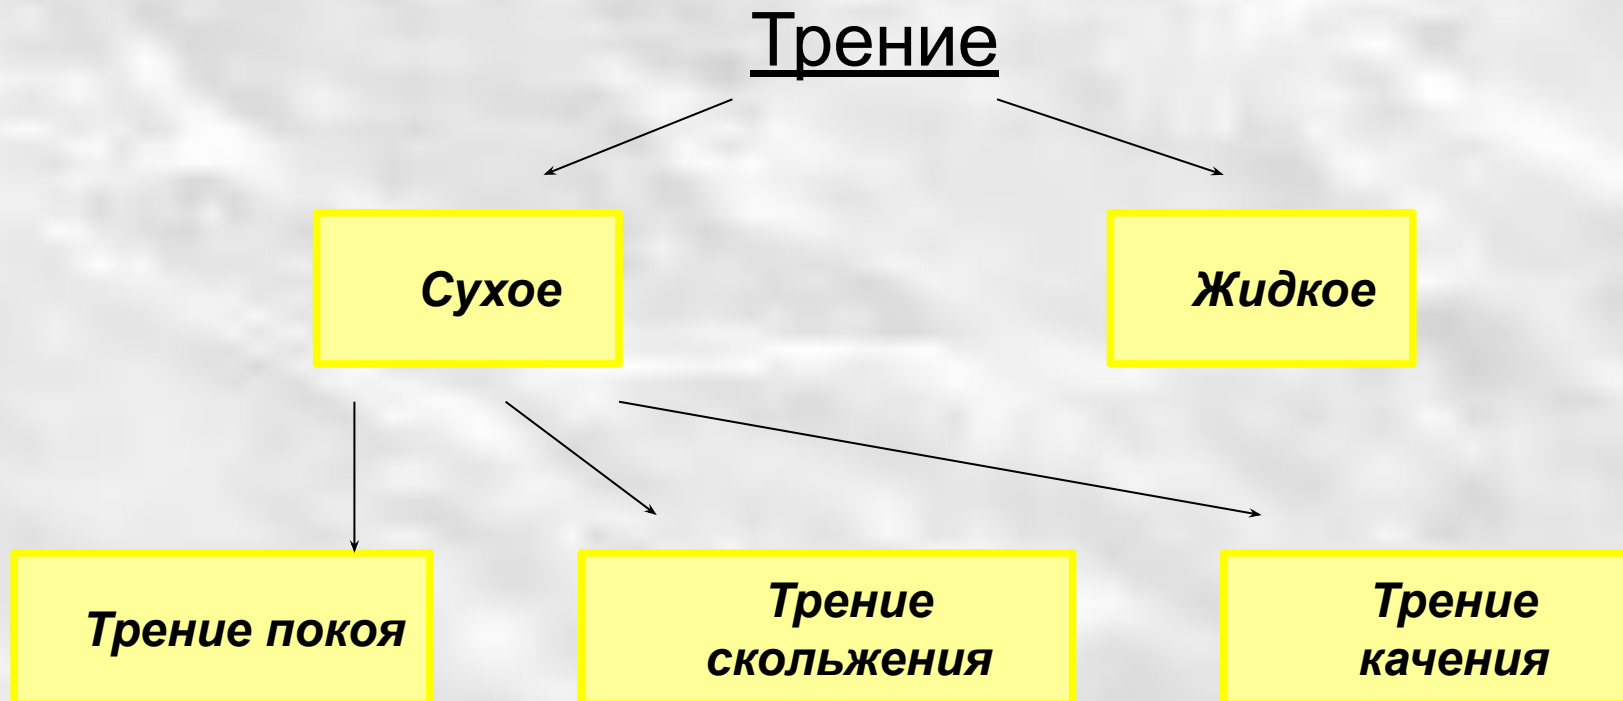 Трение
Сухое
Жидкое
Трение покоя
Трение
скольжения
Трение
качения